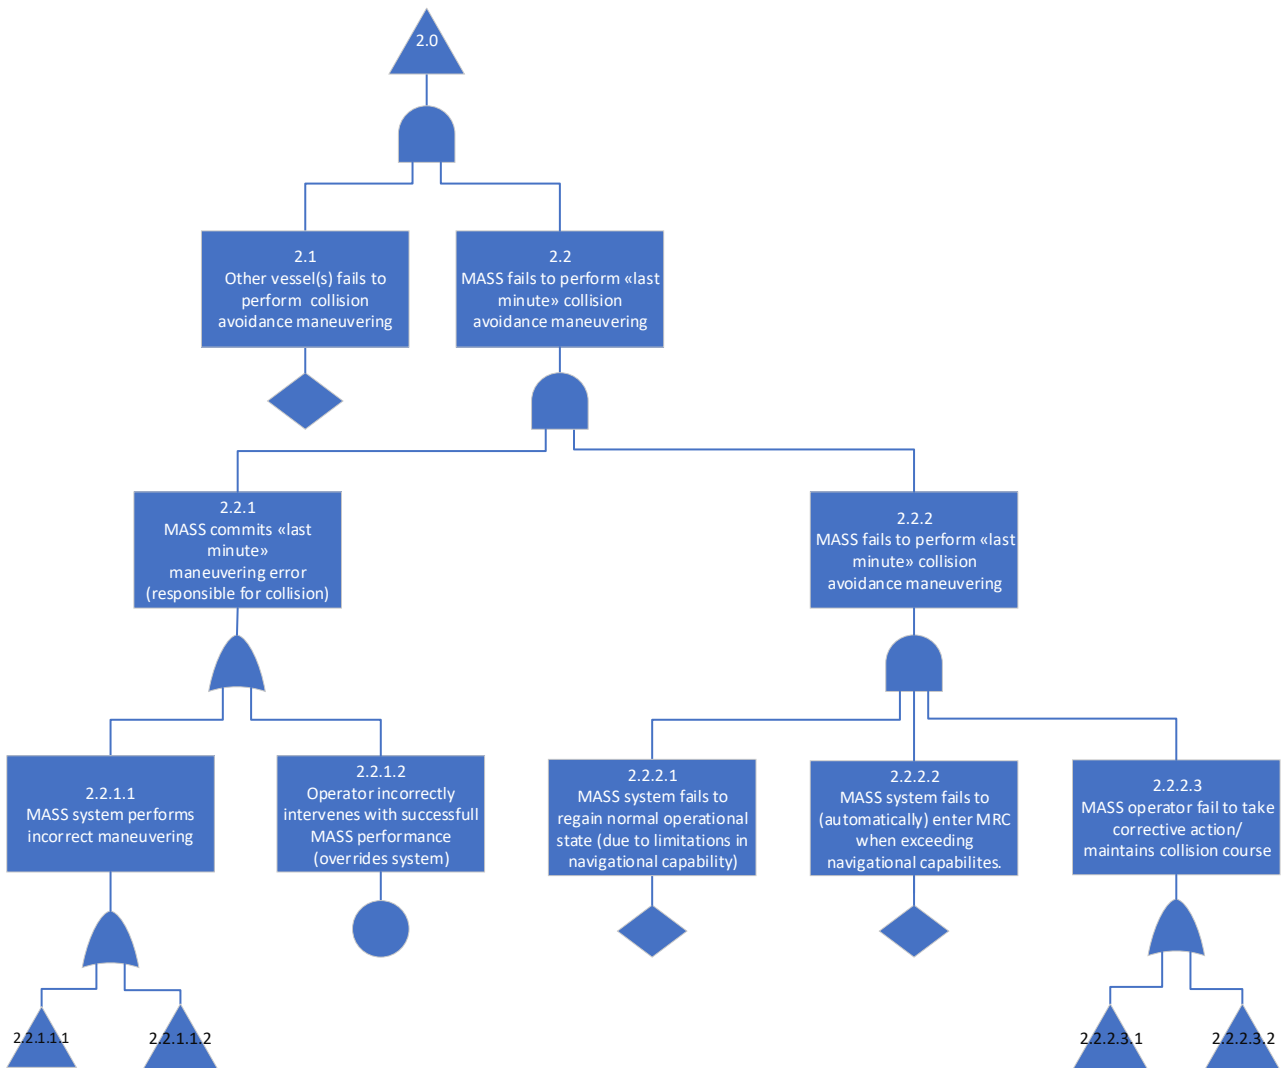 2.0
2.1
Other vessel(s) fails to
perform collision
avoidance maneuvering
2.2
MASS fails to perform «last
minute» collision
avoidance maneuvering
2.2.1
MASS commits «last
minute»
maneuvering error
(responsible for collision)
2.2.2
MASS fails to perform «last
minute» collision
avoidance maneuvering
2.2.1.1
MASS system performs
incorrect maneuvering
2.2.1.2
Operator incorrectly
intervenes with successfull
MASS performance
(overrides system)
2.2.2.1
MASS system fails to
regain normal operational
state (due to limitations in
navigational capability)
2.2.2.2
MASS system fails to
(automatically) enter MRC
when exceeding
navigational capabilites.
2.2.2.3
MASS operator fail to take
corrective action/
maintains collision course
2.2.1.1.1
2.2.1.1.2
2.2.2.3.1
2.2.2.3.2